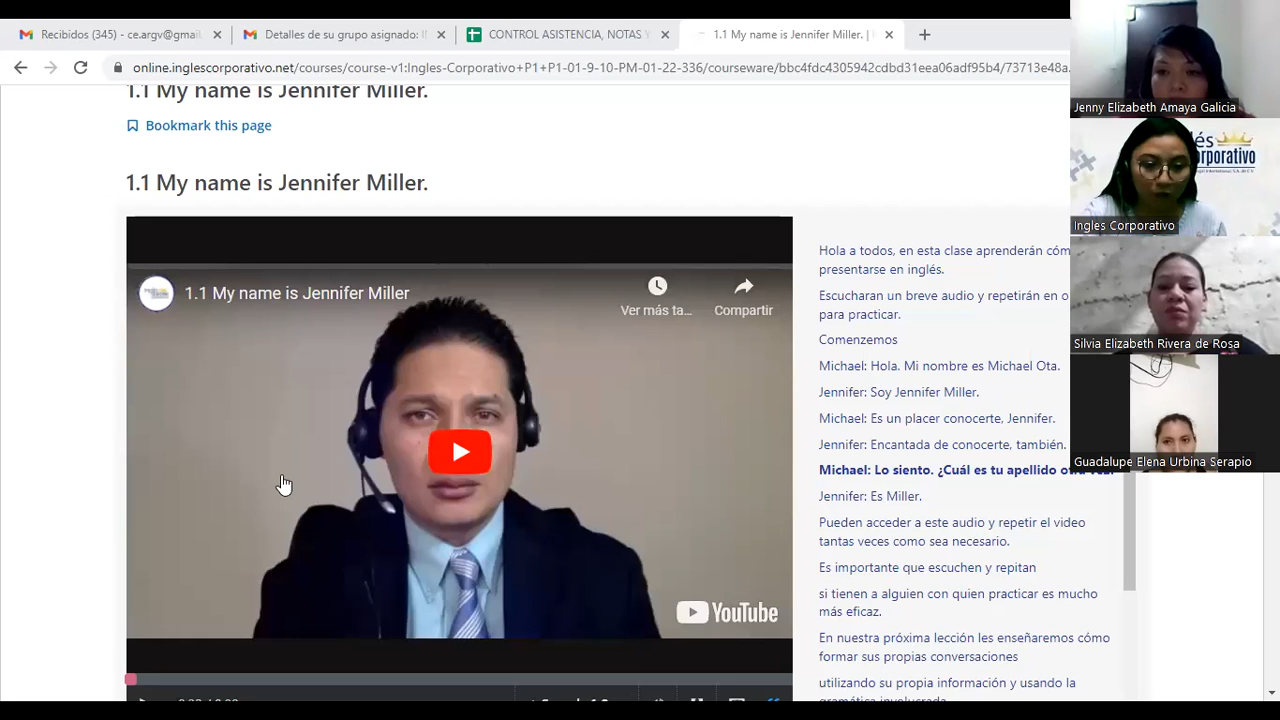 Recibidos (345) - ce.argv@gmail.
Detalles de su grupo asignado: I
CONTROL ASISTENCIA, NOTAS Y
1.1 My name is Jennifer Miller. |
online.inglescorporativo.net/courses/course-v1:Ingles-Corporativo+P1+P1-01-9-10-PM-01-22-336/courseware/bbc4fdc4305942cdbd31eea06adf95b4/73713e48a
1.1 My name is Jennifer Miller.
Bookmark this page
1.1 My name is Jennifer Miller.
1.1 My name is Jennifer Miller
Ver más ta...
Compartir
YouTube
Hola a todos, en esta clase aprenderán cóm
presentarse en inglés.
Escucharan un breve audio y repetirán en o
para practicar.
Comenzemos
Michael: Hola. Mi nombre es Michael Ota.
Jennifer: Soy Jennifer Miller.
Michael: Es un placer conocerte, Jennifer.
Jennifer: Encantada de conocerte, también.
Michael: Lo siento. ¿Cuál es tu apellido otra vez?
Jennifer: Es Miller.
Pueden acceder a este audio y repetir el video
tantas veces como sea necesario.
Es importante que escuchen y repitan
si tienen a alguien con quien practicar es mucho
más eficaz.
En nuestra próxima lección les enseñaremos cómo
formar sus propias conversaciones
utilizando su propia información y usando la
gramática involucrada
Jenny Elizabeth Amaya Galicia
lés
orporativo
Ingles Corporativo
Silvia Elizabeth Rivera de Rosa
Guadalupe Elena Urbina Serapio